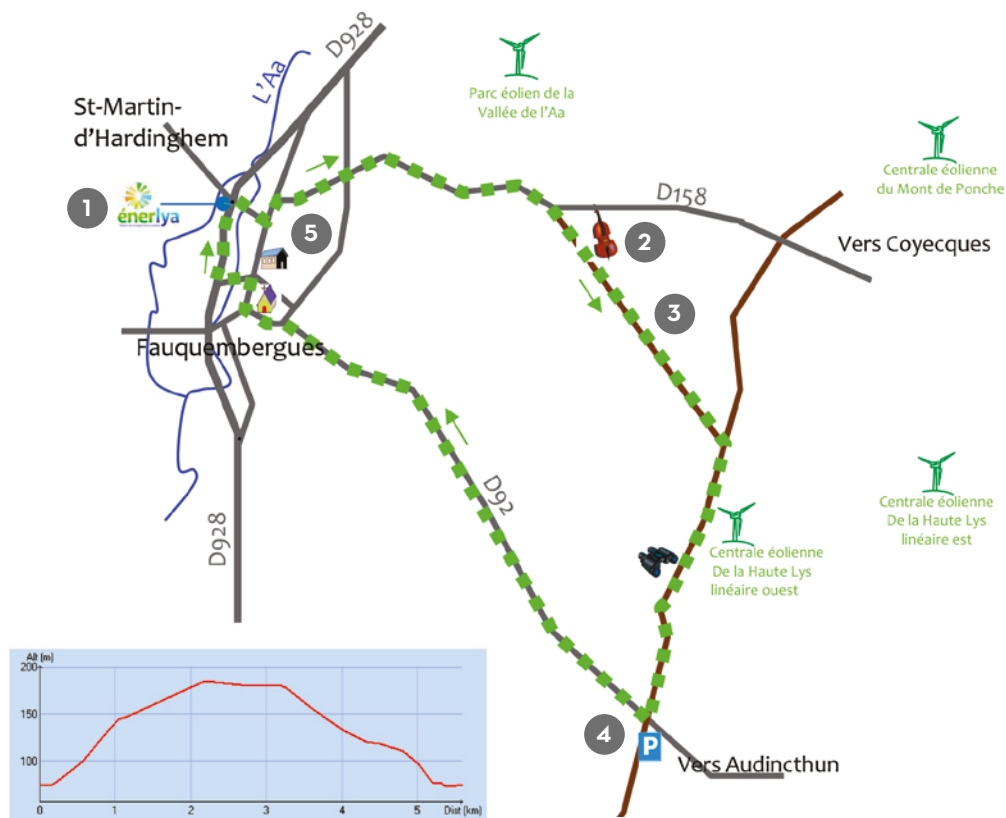 D928
L'Aa
St-Martin-
d'Hardinghem
Parc éolien de la
Vallée de l'Aa
Centrale éolienne
du Mont de Ponche
1
énerlya
5
2
D158
Vers Coyecques
3
Fauquembergues
D92
D928
Centrale éolienne
De la Haute Lys
linéaire ouest
Centrale éolienne
De la Haute Lys
linéaire est
4
P
Vers Audincthun
Alt (m)
200
150
100
0
1
2
3
4
5
Dist (km)